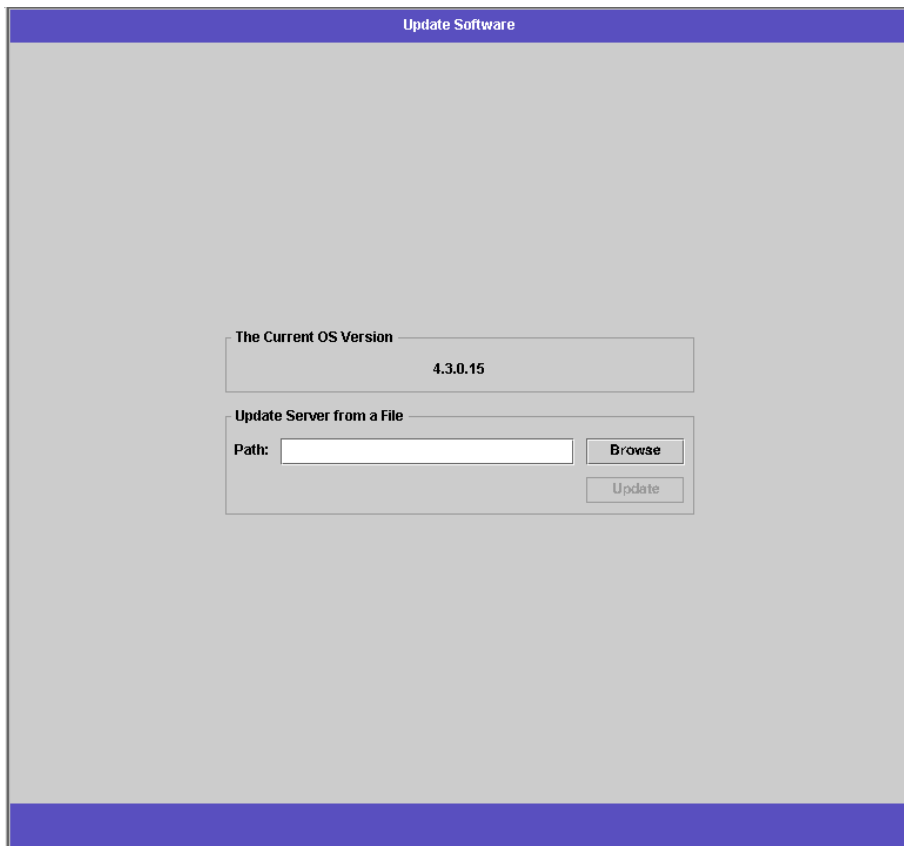 Update Software
The Current OS Version
4.3.0.15
Update Server from a File
Path:
Browse
Update